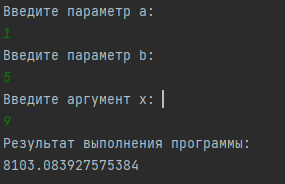 Введите параметр a:
1
Введите параметр b:
5
Введите аргумент x:
9
Результат выполнения программы:
8103.083927575384